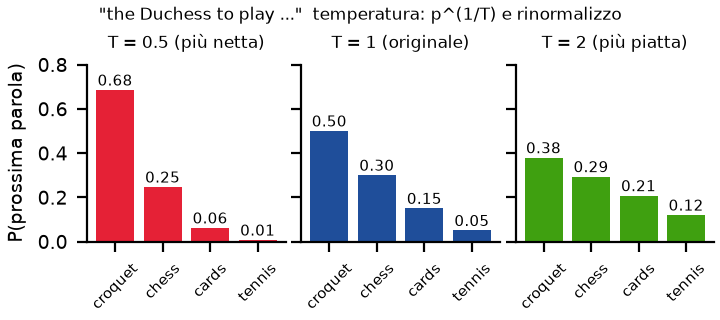 "the Duchess to play ..."  temperatura: p^(1/T) e rinormalizzo
T = 0.5 (più netta)
T = 1 (originale)
T = 2 (più piatta)
P(prossima parola)
0.8
0.6
0.4
0.2
0.0
0.68
0.25
0.06
0.01
croquet
chess
cards
tennis
0.50
0.30
0.15
0.05
croquet
chess
cards
tennis
0.38
0.29
0.21
0.12
croquet
chess
cards
tennis